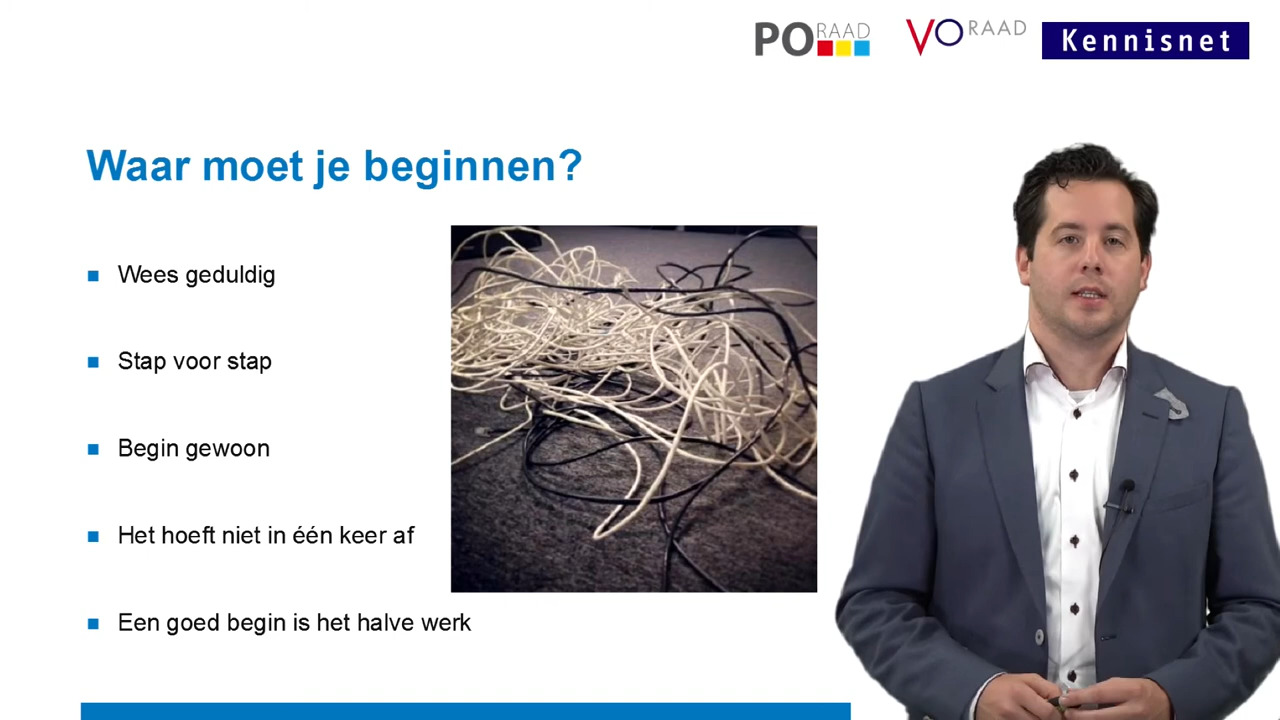 PO RAAD
VO RAAD
Kennisnet
Waar moet je beginnen?
Wees geduldig
Stap voor stap
Begin gewoon
Het hoeft niet in één keer af
Een goed begin is het halve werk